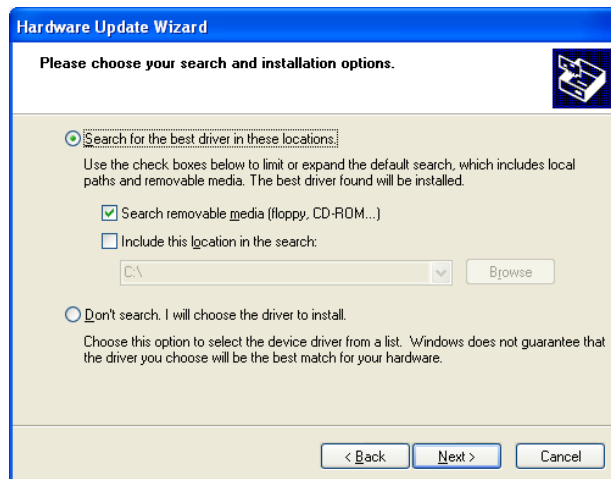 Hardware Update Wizard
Please choose your search and installation options.
Search for the best driver in these locations.
Use the check boxes below to limit or expand the default search, which includes local
paths and removable media. The best driver found will be installed.
Search removable media (floppy, CD-ROM...)
Include this location in the search:
C:\
Browse
Don't search. I will choose the driver to install.
Choose this option to select the device driver from a list. Windows does not guarantee that
the driver you choose will be the best match for your hardware.
< Back Next > Cancel